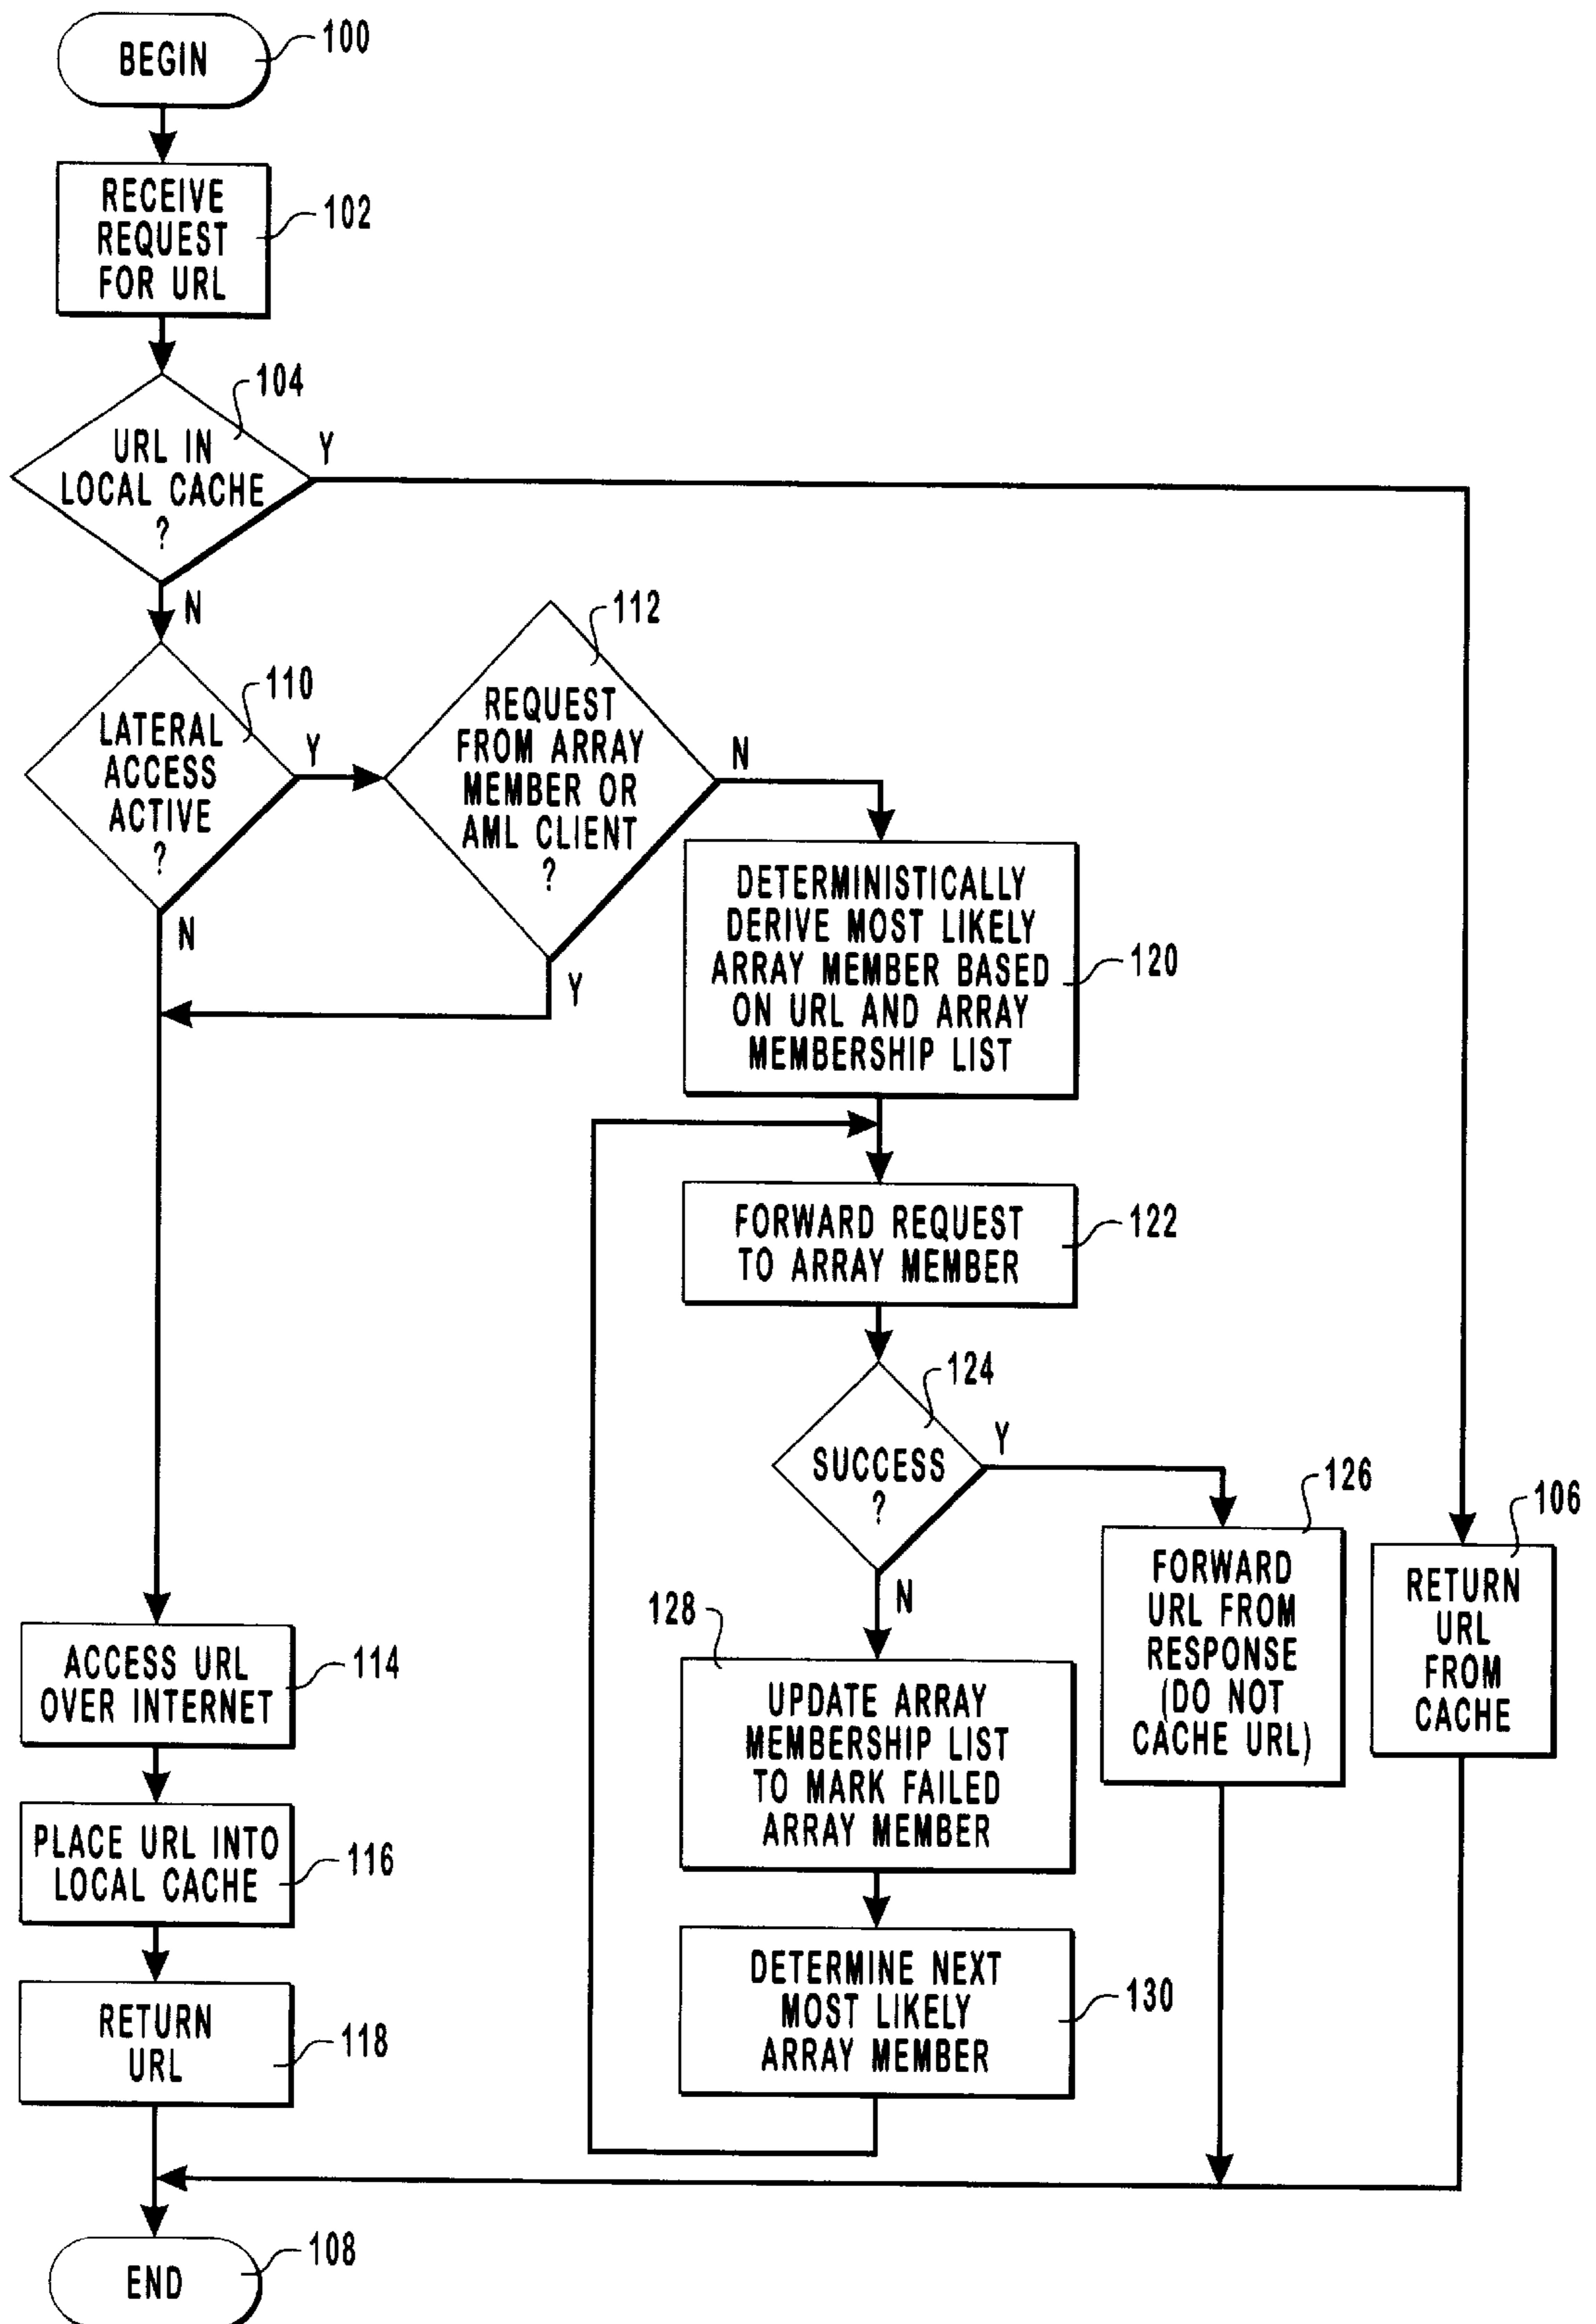 BEGIN
100
RECEIVE
REQUEST
FOR URL
102
104
URL IN
LOCAL CACHE
?
Y
N
110
LATERAL
ACCESS
ACTIVE
?
Y
N
112
REQUEST
FROM ARRAY
MEMBER OR
AML CLIENT
?
N
Y
DETERMINISTICALLY
DERIVE MOST LIKELY
ARRAY MEMBER BASED
ON URL AND ARRAY
MEMBERSHIP LIST
120
FORWARD REQUEST
TO ARRAY MEMBER
122
124
SUCCESS
?
Y
N
126
FORWARD
URL FROM
RESPONSE
(DO NOT
CACHE URL)
106
RETURN
URL
FROM
CACHE
128
UPDATE ARRAY
MEMBERSHIP LIST
TO MARK FAILED
ARRAY MEMBER
DETERMINE NEXT
MOST LIKELY
ARRAY MEMBER
130
ACCESS URL
OVER INTERNET
114
PLACE URL INTO
LOCAL CACHE
116
RETURN
URL
118
END
108